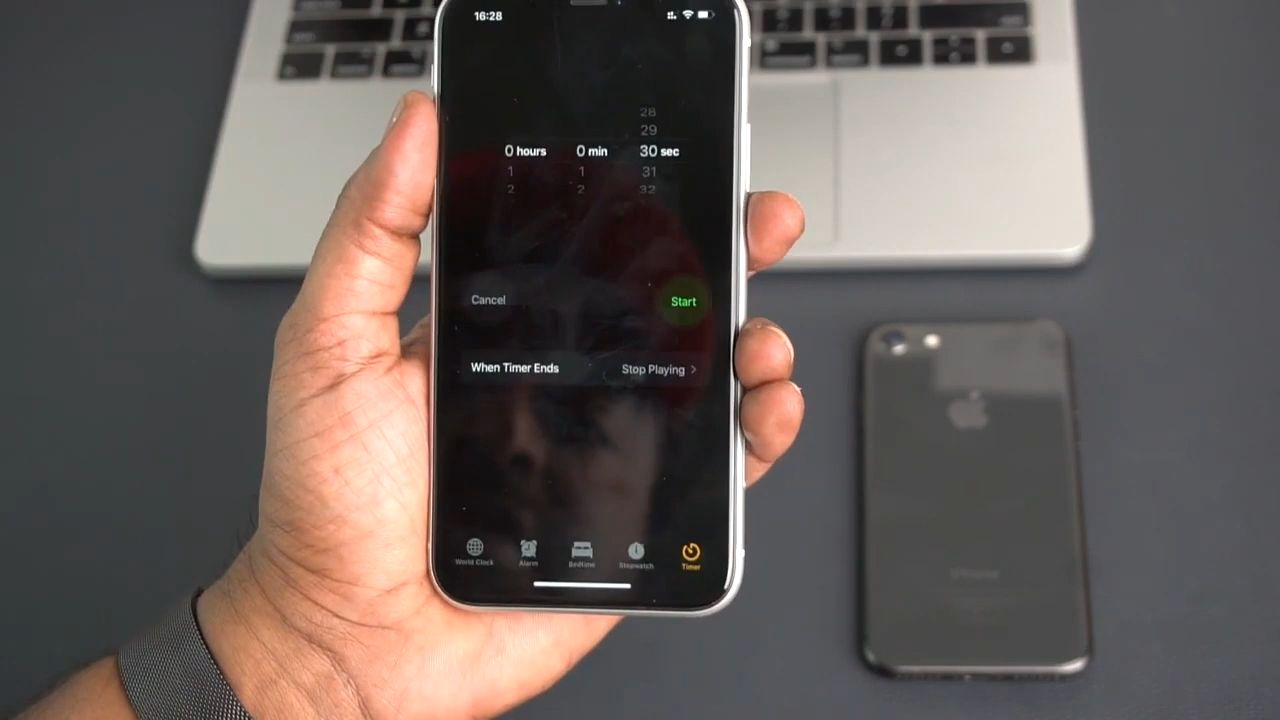 16:28
28
29
0 hours 0 min 30 sec
1 1 31
2 2 32
Cancel Start
When Timer Ends Stop Playing
World Clock Alarm Bedtime Stopwatch Timer
iPhone